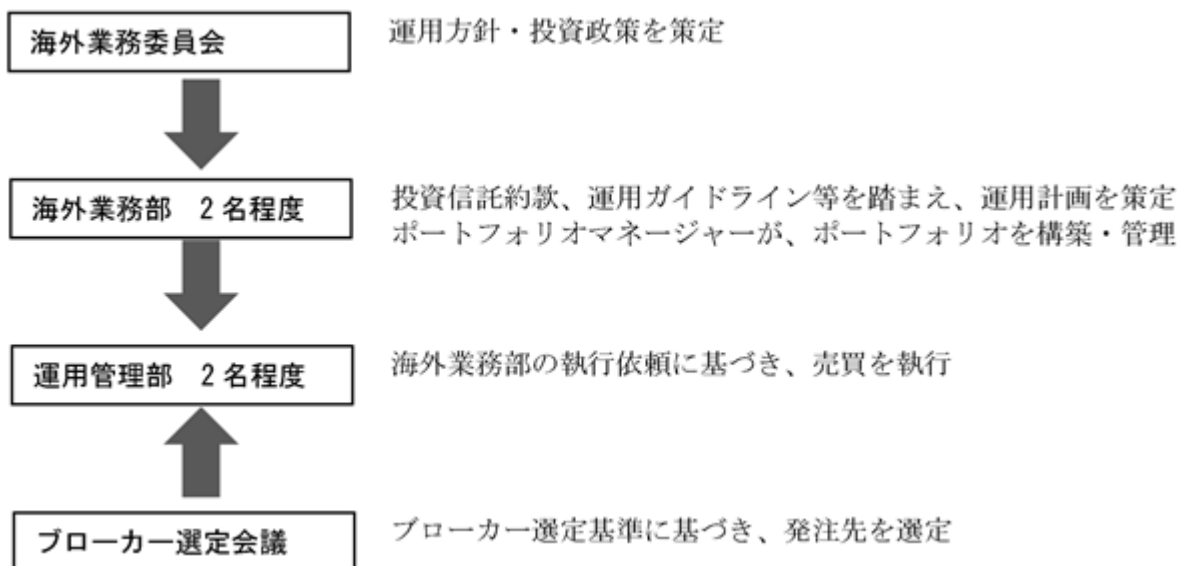 海外業務委員会
運用方針・投資政策を策定
海外業務部 2名程度
投資信託約款、運用ガイドライン等を踏まえ、運用計画を策定
ポートフォリオマネージャーが、ポートフォリオを構築・管理
運用管理部 2名程度
海外業務部の執行依頼に基づき、売買を執行
ブローカー選定会議
ブローカー選定基準に基づき、発注先を選定